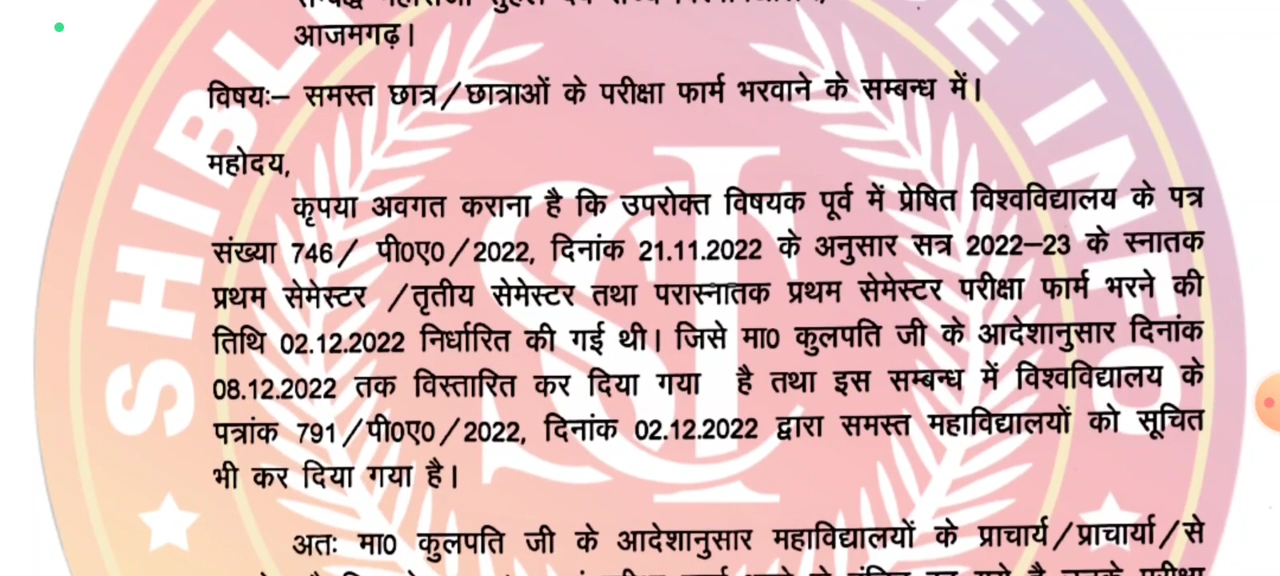 आजमगढ़।
विषयः– समस्त छात्र/छात्राओं के परीक्षा फार्म भरवाने के सम्बन्ध में।
महोदय,
कृपया अवगत कराना है कि उपरोक्त विषयक पूर्व में प्रेषित विश्वविद्यालय के पत्र
संख्या 746/ पी0ए0/2022, दिनांक 21.11.2022 के अनुसार सत्र 2022–23 के स्नातक
प्रथम सेमेस्टर /तृतीय सेमेस्टर तथा परास्नातक प्रथम सेमेस्टर परीक्षा फार्म भरने की
तिथि 02.12.2022 निर्धारित की गई थी। जिसे मा0 कुलपति जी के आदेशानुसार दिनांक
08.12.2022 तक विस्तारित कर दिया गया है तथा इस सम्बन्ध में विश्वविद्यालय के
पत्रांक 791/पी0ए0/2022, दिनांक 02.12.2022 द्वारा समस्त महाविद्यालयों को सूचित
भी कर दिया गया है।
अतः मा0 कुलपति जी के आदेशानुसार महाविद्यालयों के प्राचार्य/प्राचार्या/से
SHIBL
E INFO
SI